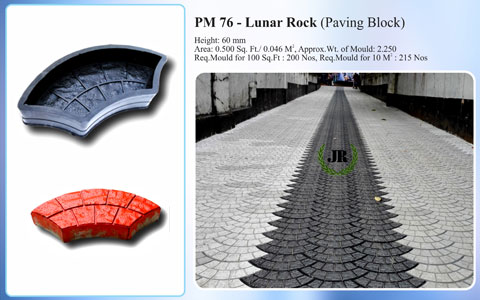 PM 76 - Lunar Rock (Paving Block)
Height: 60 mm
Area: 0.500 Sq. Ft./ 0.046 M², Approx.Wt. of Mould: 2.250
Req.Mould for 100 Sq.Ft : 200 Nos, Req.Mould for 10 M² : 215 Nos
JR